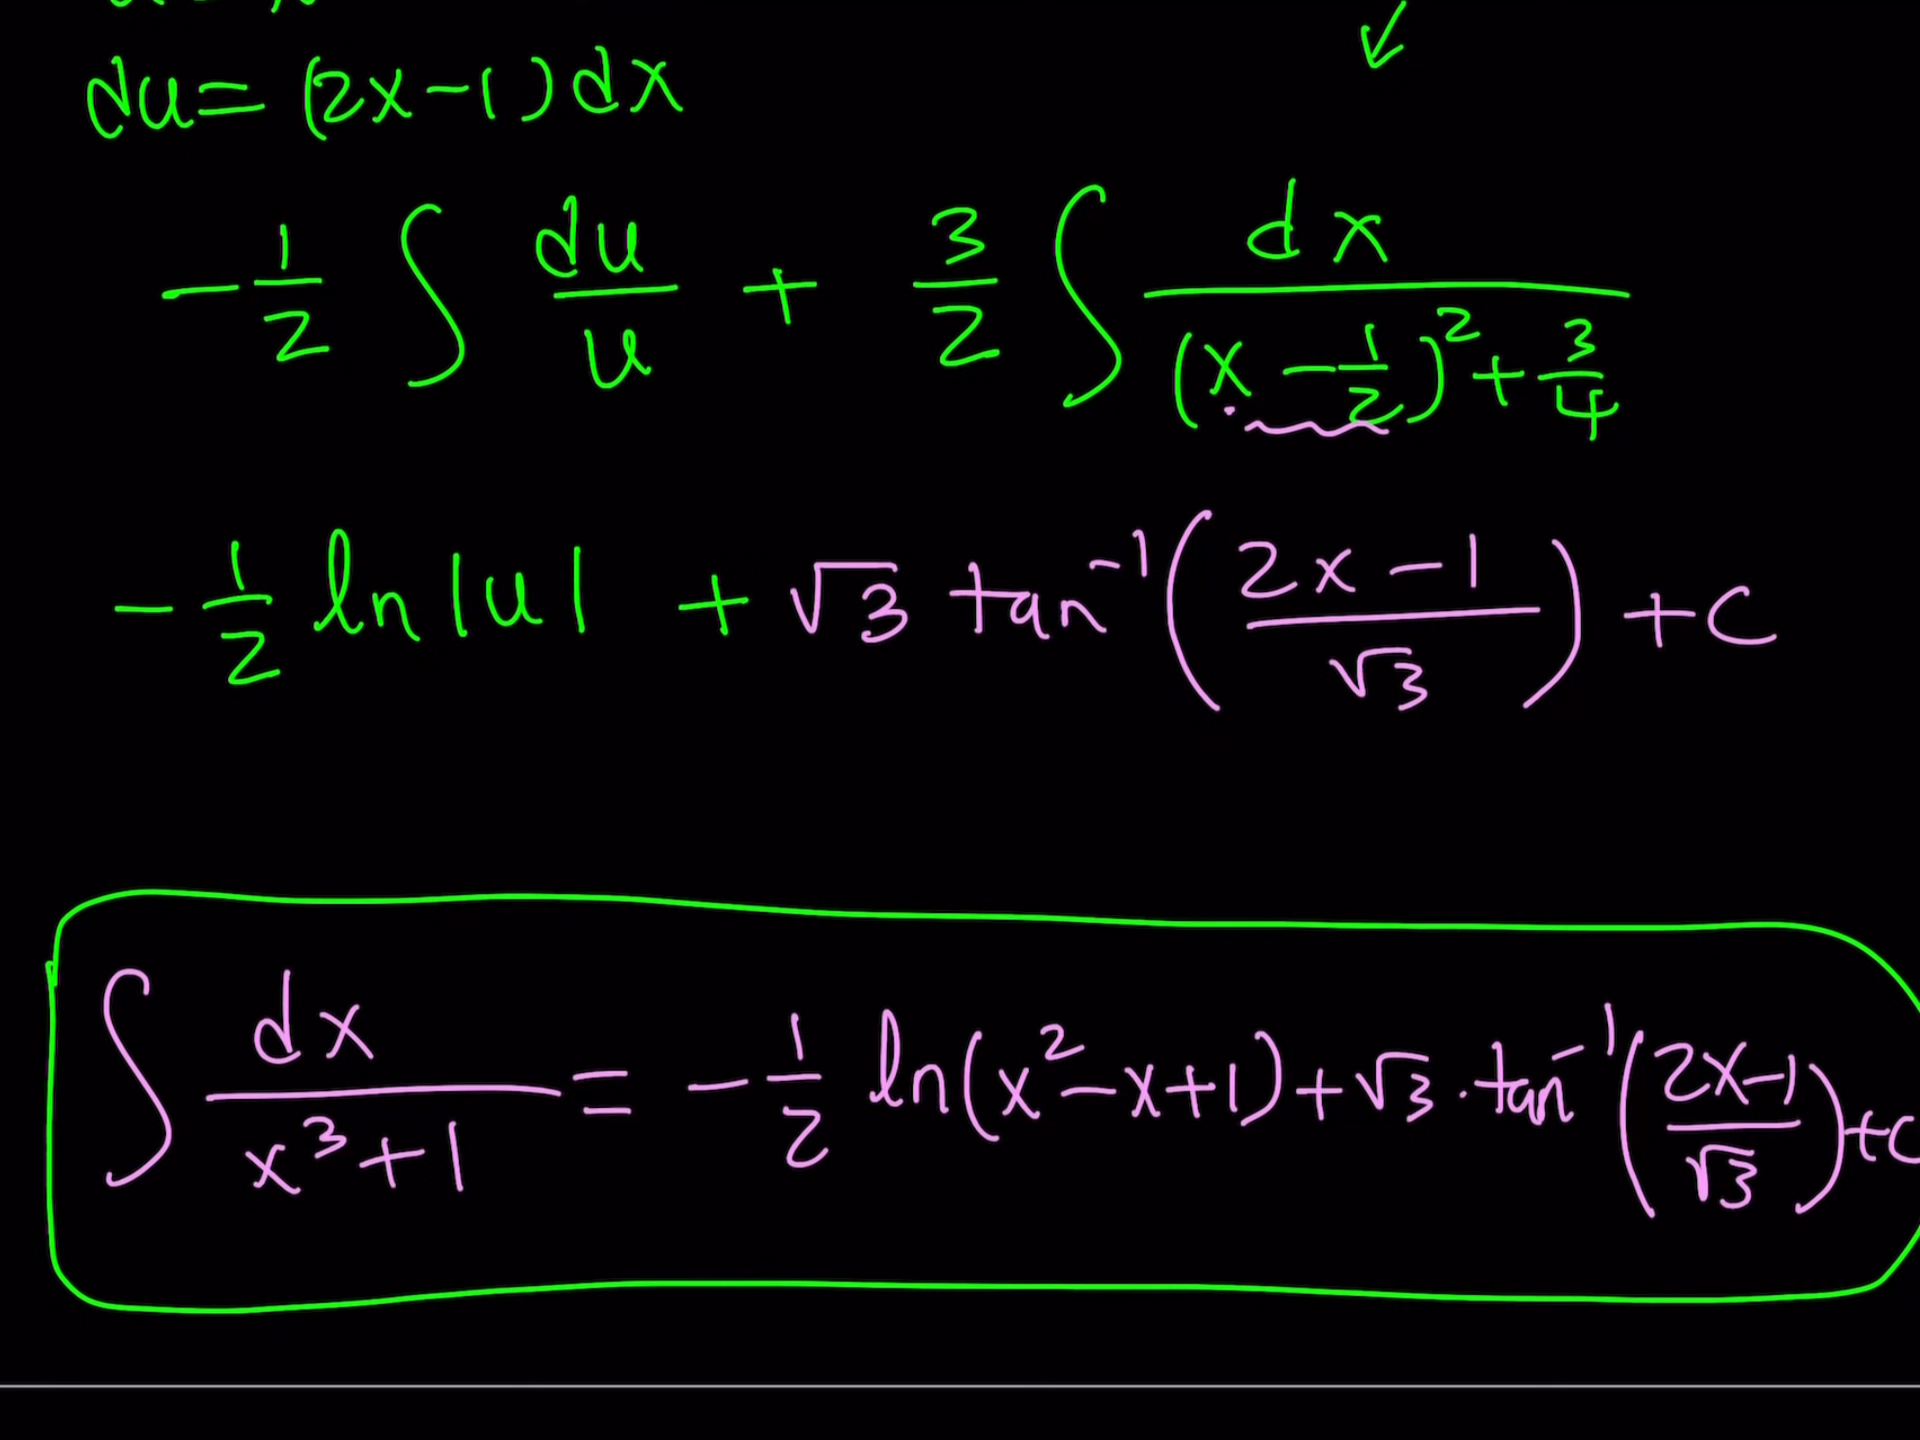 du = (2x-1) dx
-1/2 ∫ du/u + 3/2 ∫ dx/((x - 1/2)² + 3/4)
-1/2 ln|u| + √3 tan⁻¹((2x-1)/√3) + C
∫ dx/(x³+1) = -1/2 ln(x²-x+1) + √3 · tan⁻¹((2x-1)/√3) + C